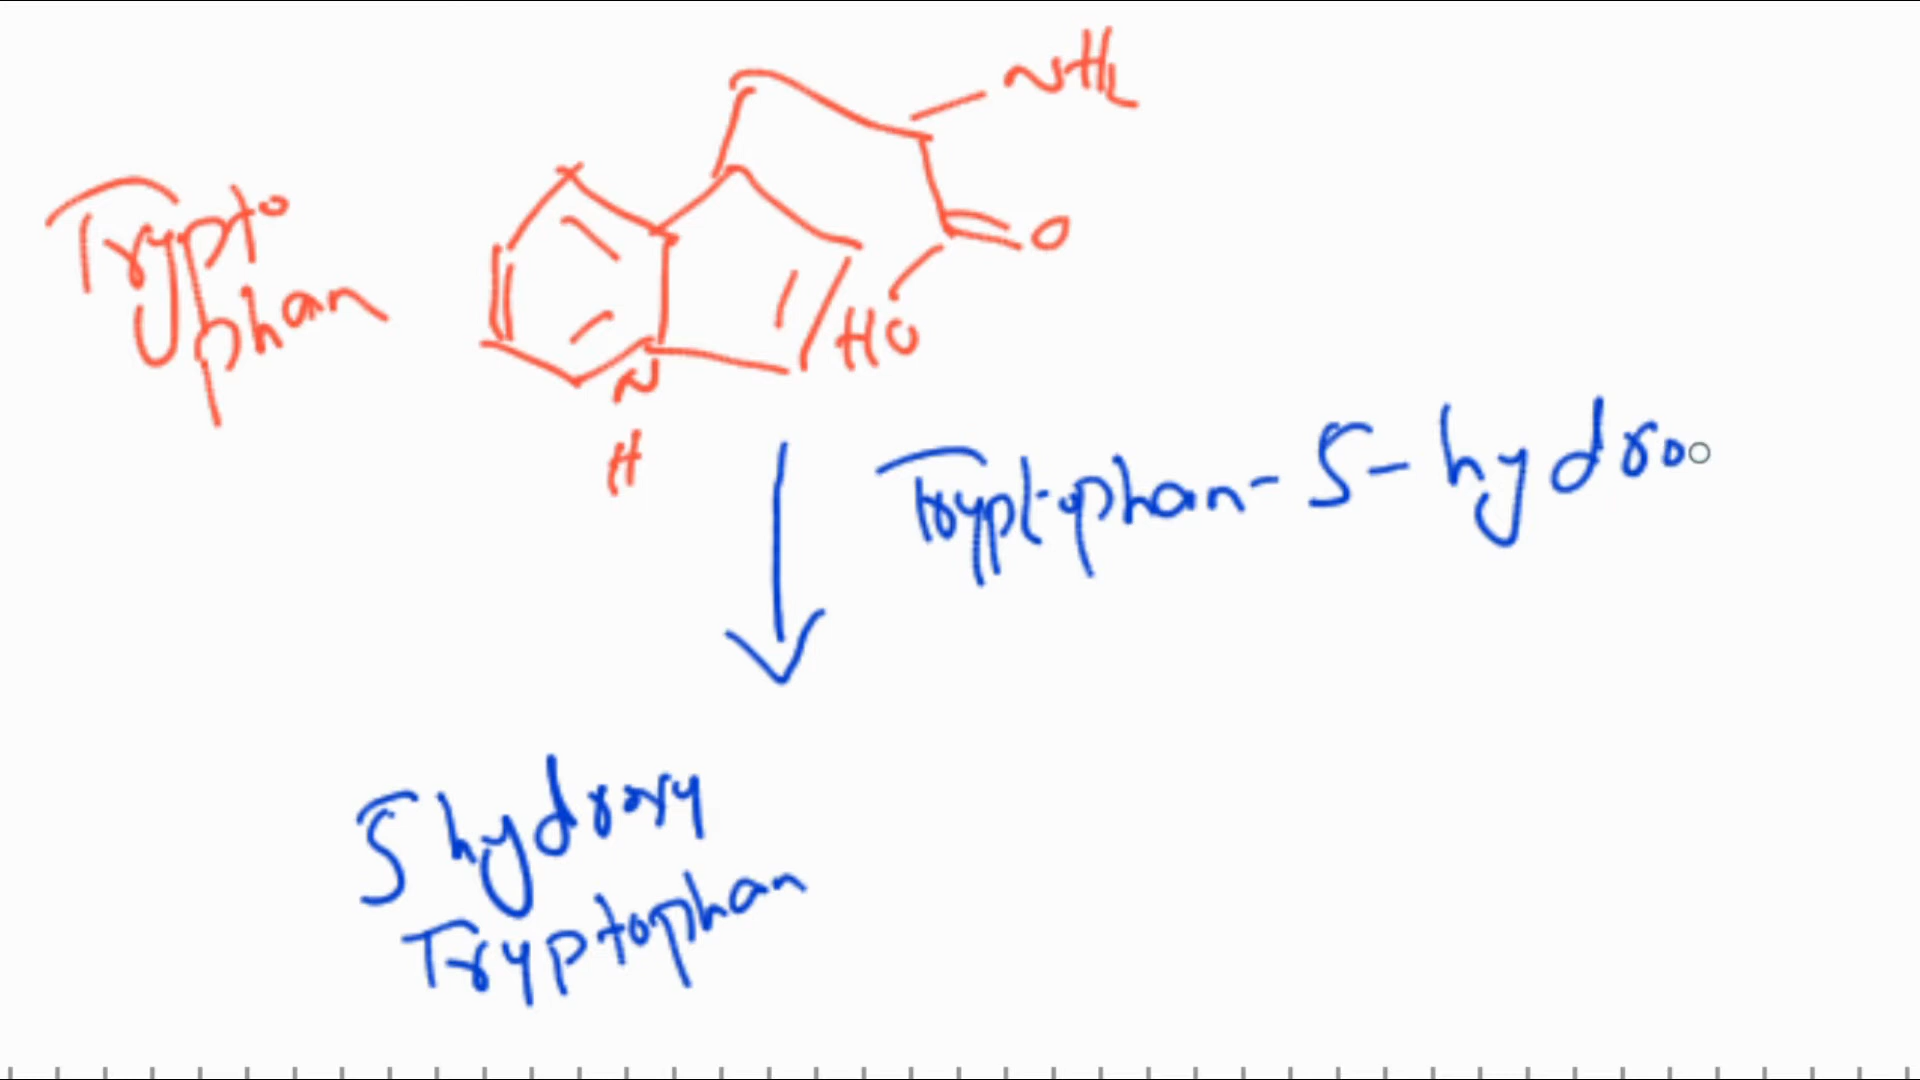 NH2
Trypto
phan
O
HO
N
H
Tryptophan-5-hydro
5 hydroxy
Tryptophan